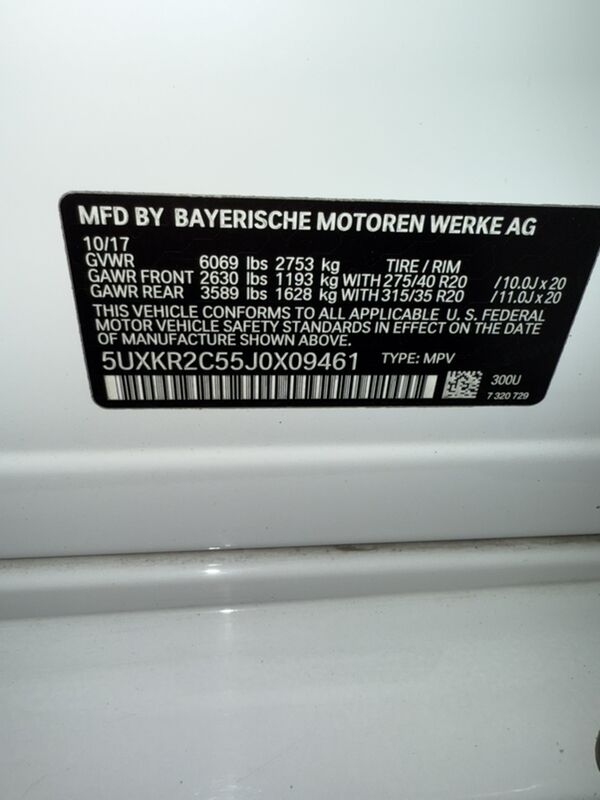 MFD BY BAYERISCHE MOTOREN WERKE AG
10/17
GVWR 6069 lbs 2753 kg TIRE / RIM
GAWR FRONT 2630 lbs 1193 kg WITH 275/40 R20 / 10.0J x 20
GAWR REAR 3589 lbs 1628 kg WITH 315/35 R20 / 11.0J x 20
THIS VEHICLE CONFORMS TO ALL APPLICABLE U. S. FEDERAL
MOTOR VEHICLE SAFETY STANDARDS IN EFFECT ON THE DATE
OF MANUFACTURE SHOWN ABOVE.
5UXKR2C55J0X09461 TYPE: MPV
300U
7 320 729